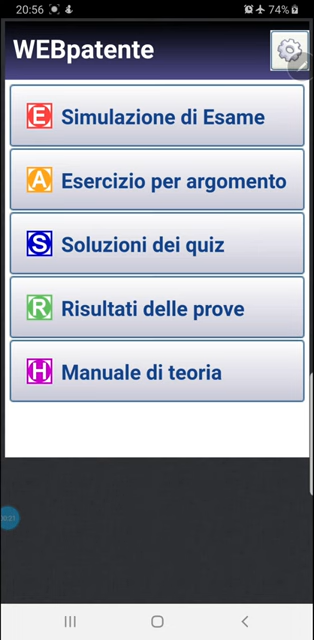 20:56 74%
WEBpatente
E Simulazione di Esame
A Esercizio per argomento
S Soluzioni dei quiz
R Risultati delle prove
H Manuale di teoria